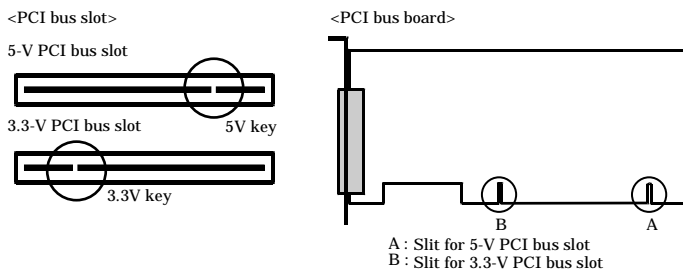 <PCI bus slot>
5-V PCI bus slot
5V key
3.3-V PCI bus slot
3.3V key
<PCI bus board>
B
A
A : Slit for 5-V PCI bus slot
B : Slit for 3.3-V PCI bus slot